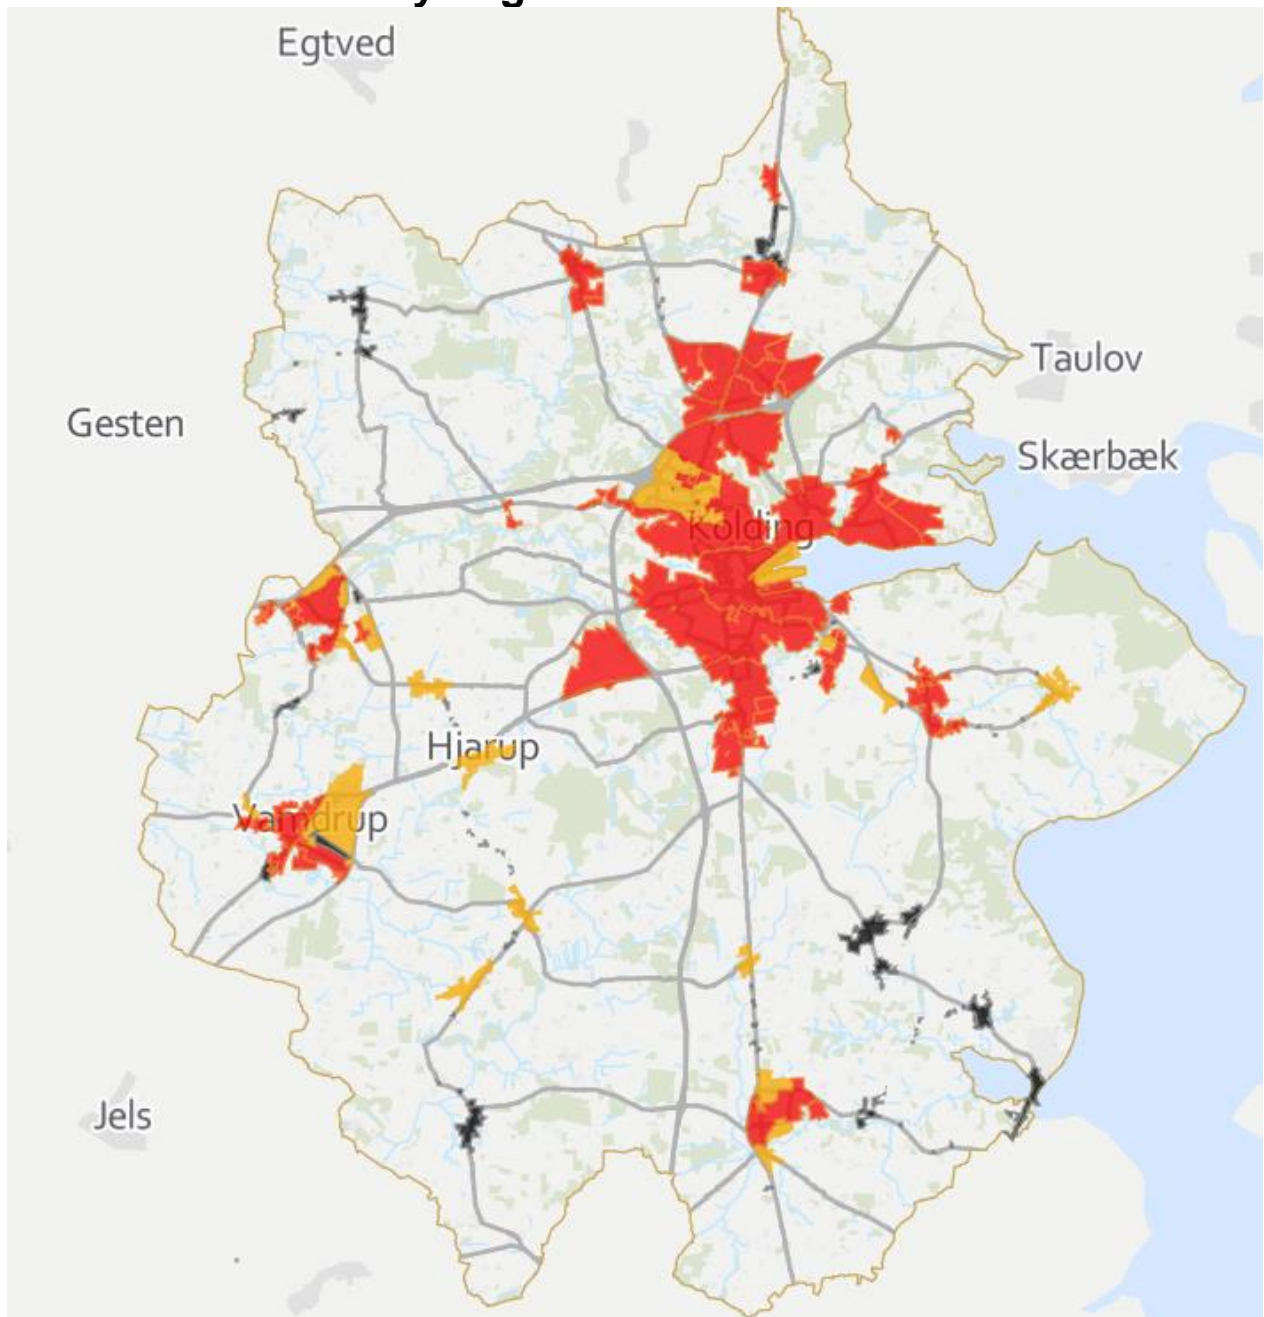 Egtved
Taulov
Gesten
Skærbæk
Kolding
Hjarup
Vamdrup
Jels